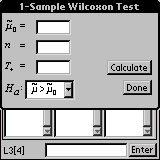 1-Sample Wilcoxon Test
μ̃₀ =
n =
T₊ =
Calculate
Hₐ: μ̃>μ̃₀
Done
L3[4]
Enter